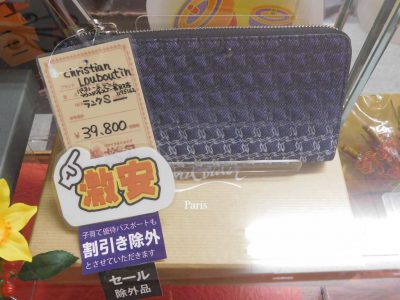 Christian
Louboutin
ランクS
¥39,800
激安
子育て優待パスポートも
割引き除外
とさせていただきます
セール
除外品
Paris